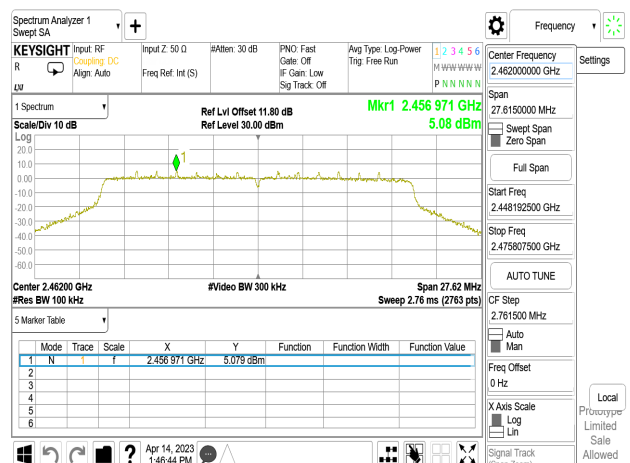 Spectrum Analyzer 1
Swept SA
Frequency
KEYSIGHT
R
Input: RF
Coupling: DC
Align: Auto
Input Z: 50 Ω
Freq Ref: Int (S)
#Atten: 30 dB
PNO: Fast
Gate: Off
IF Gain: Low
Sig Track: Off
Avg Type: Log-Power
Trig: Free Run
1 2 3 4 5 6
M W W W W W
P N N N N N
1 Spectrum
Scale/Div 10 dB
Log
Ref Lvl Offset 11.80 dB
Ref Level 30.00 dBm
Mkr1 2.456 971 GHz
5.08 dBm
1
20.0
10.0
0.00
-10.0
-20.0
-30.0
-40.0
-50.0
-60.0
Center 2.46200 GHz
#Res BW 100 kHz
#Video BW 300 kHz
Span 27.62 MHz
Sweep 2.76 ms (2763 pts)
5 Marker Table
Mode Trace Scale X Y Function Function Width Function Value
1 N 1 f 2.456 971 GHz 5.079 dBm
2
3
4
5
6
Apr 14, 2023
1:46:44 PM
Center Frequency
2.462000000 GHz
Span
27.6150000 MHz
Swept Span
Zero Span
Full Span
Start Freq
2.448192500 GHz
Stop Freq
2.475807500 GHz
AUTO TUNE
CF Step
2.761500 MHz
Auto
Man
Freq Offset
0 Hz
X Axis Scale
Log
Lin
Signal Track
Settings
Local
Prototype
Limited
Sale
Allowed